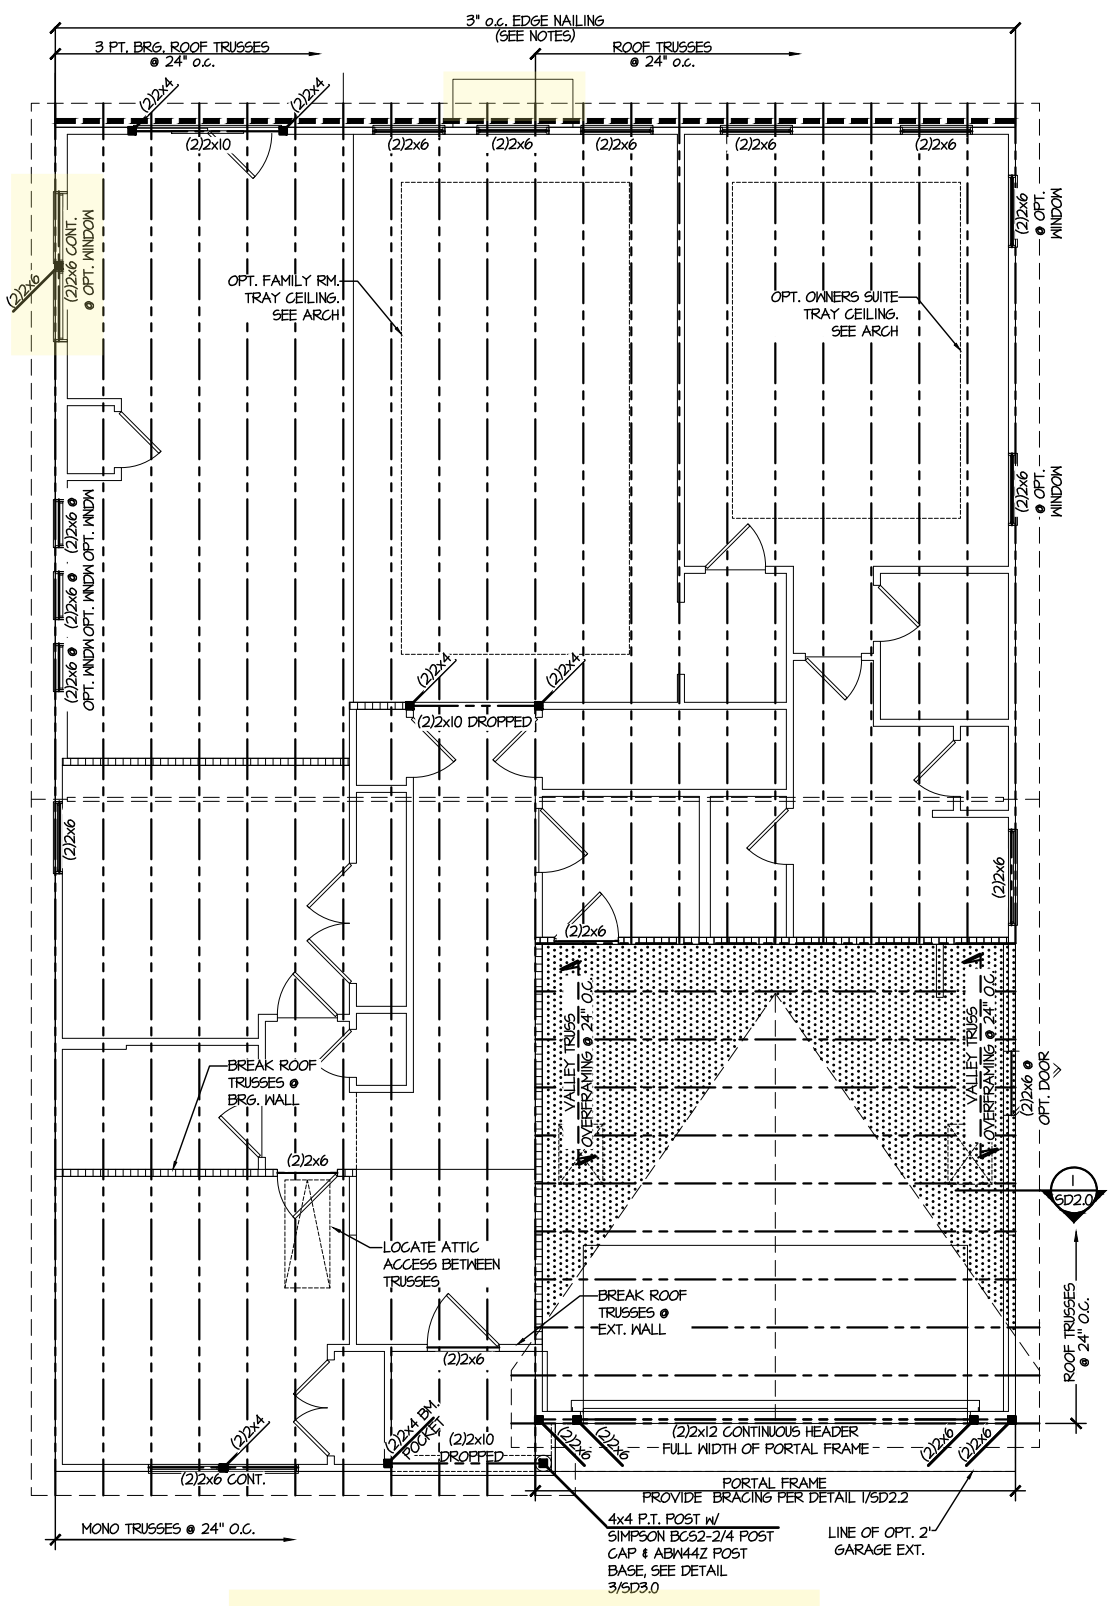 3" o.c. EDGE NAILING
(SEE NOTES)
3 PT. BRG. ROOF TRUSSES
@ 24" o.c.
ROOF TRUSSES
@ 24" o.c.
(2)2x4
(2)2x4
(2)2x10
(2)2x6
(2)2x6
(2)2x6
(2)2x6
(2)2x6
(2)2x6 CONT.
@ OPT. WINDOW
(2)2x6
(2)2x6
@ OPT.
WINDOW
OPT. FAMILY RM.
TRAY CEILING.
SEE ARCH
OPT. OWNERS SUITE
TRAY CEILING.
SEE ARCH
(2)2x6
@ OPT.
WINDOW
(2)2x6 @
OPT. WNDW
(2)2x6 @
OPT. WNDW
(2)2x6 @
OPT. WNDW
(2)2x4
(2)2x4
(2)2x10 DROPPED
(2)2x6
(2)2x6
(2)2x6
VALLEY TRUSS
OVERFRAMING @ 24" O.C.
VALLEY TRUSS
OVERFRAMING @ 24" O.C.
BREAK ROOF
TRUSSES @
BRG. WALL
(2)2x6 @
OPT. DOOR
(2)2x6
1
SD2.0
LOCATE ATTIC
ACCESS BETWEEN
TRUSSES
BREAK ROOF
TRUSSES @
EXT. WALL
ROOF TRUSSES
@ 24" O.C.
(2)2x6
(2)2x4
(2)2x4 BM.
POCKET
(2)2x10
DROPPED
(2)2x6
(2)2x6
(2)2x12 CONTINUOUS HEADER
FULL WIDTH OF PORTAL FRAME
(2)2x6
(2)2x6
(2)2x6 CONT.
PORTAL FRAME
PROVIDE BRACING PER DETAIL 1/SD2.2
MONO TRUSSES @ 24" O.C.
4x4 P.T. POST W/
SIMPSON BCS2-2/4 POST
CAP & ABW44Z POST
BASE, SEE DETAIL
3/SD3.0
LINE OF OPT. 2'
GARAGE EXT.